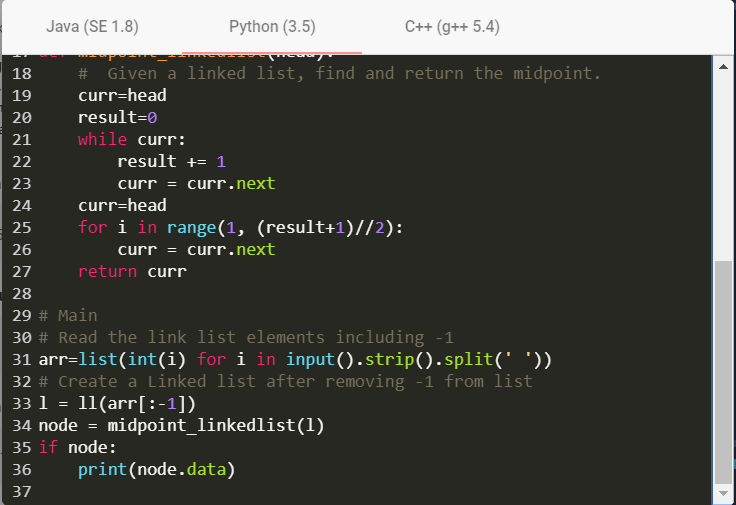 Java (SE 1.8) Python (3.5) C++ (g++ 5.4)
17 def midpoint_linkedlist(head):
18     #  Given a linked list, find and return the midpoint.
19     curr=head
20     result=0
21     while curr:
22         result += 1
23         curr = curr.next
24     curr=head
25     for i in range(1, (result+1)//2):
26         curr = curr.next
27     return curr
28
29 # Main
30 # Read the link list elements including -1
31 arr=list(int(i) for i in input().strip().split(' '))
32 # Create a Linked list after removing -1 from list
33 l = ll(arr[:-1])
34 node = midpoint_linkedlist(l)
35 if node:
36     print(node.data)
37